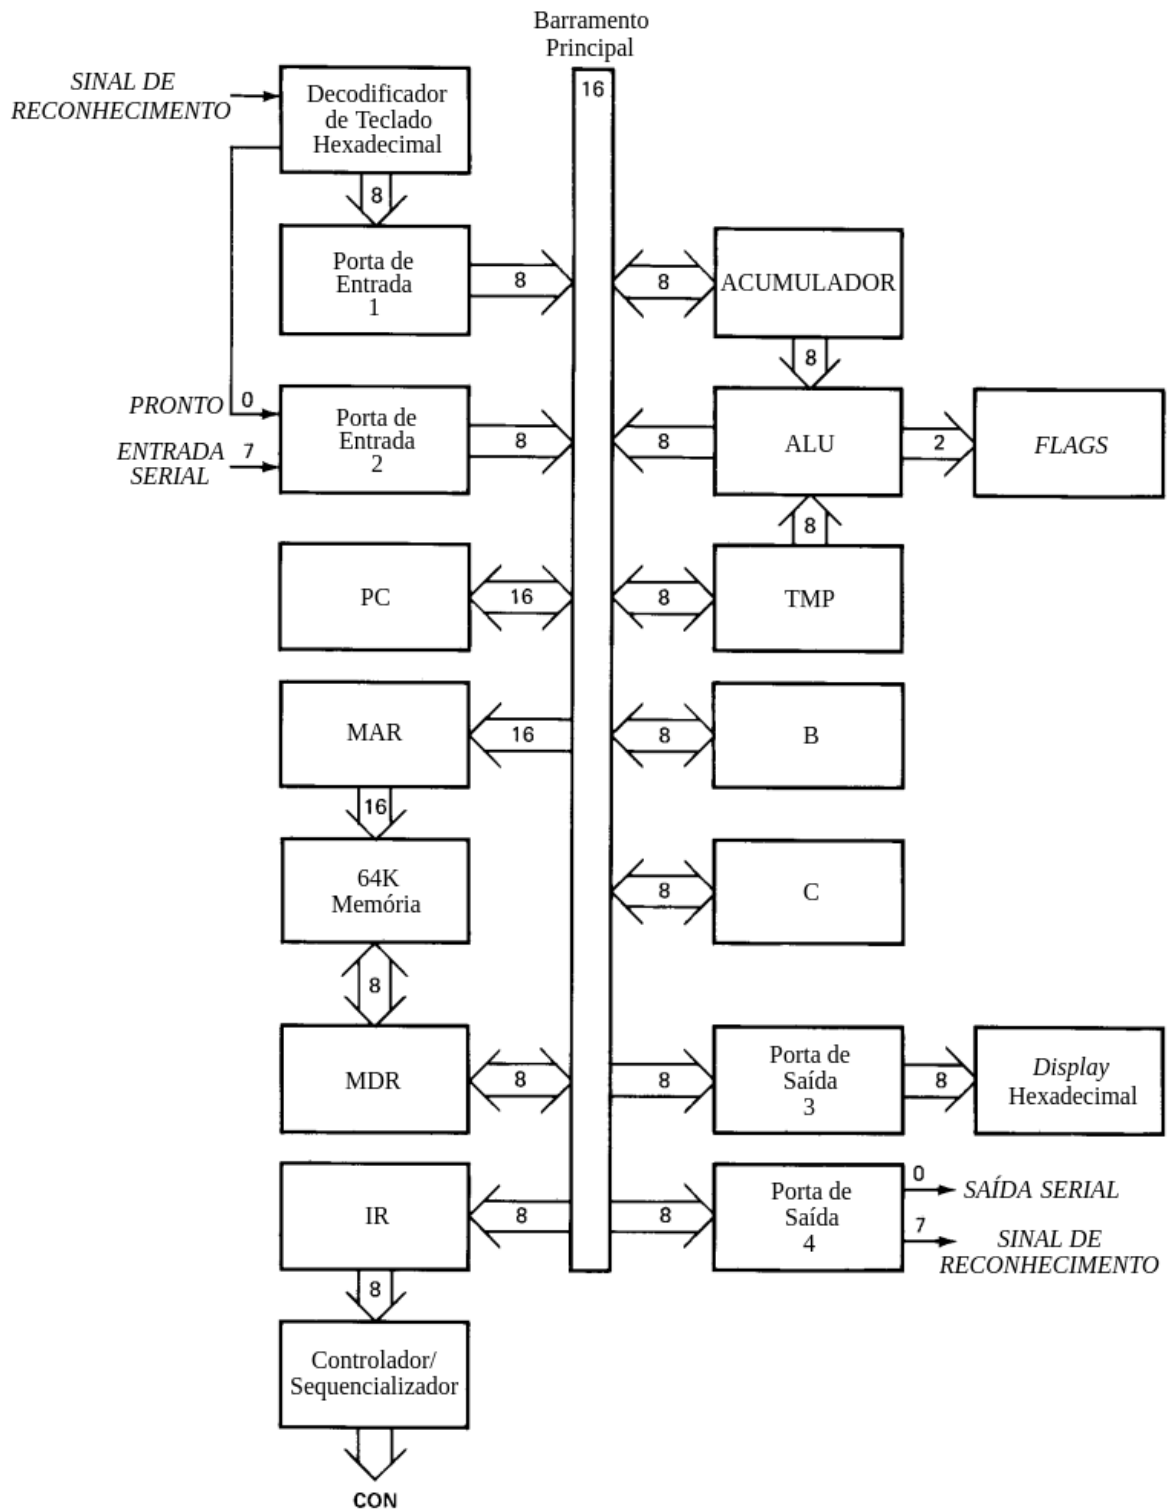 Barramento
Principal
16
SINAL DE
RECONHECIMENTO
Decodificador
de Teclado
Hexadecimal
8
Porta de
Entrada
1
8
8
ACUMULADOR
8
PRONTO
0
ENTRADA
SERIAL
7
Porta de
Entrada
2
8
8
ALU
2
FLAGS
8
PC
16
8
TMP
MAR
16
8
B
16
64K
Memória
8
C
8
MDR
8
8
Porta de
Saída
3
8
Display
Hexadecimal
IR
8
8
Porta de
Saída
4
0
SAÍDA SERIAL
7
SINAL DE
RECONHECIMENTO
8
Controlador/
Sequencializador
CON